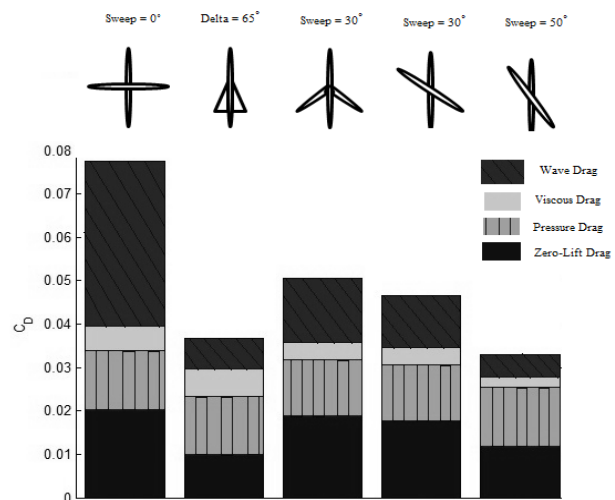 Sweep = 0° Delta = 65° Sweep = 30° Sweep = 30° Sweep = 50°
0.08
0.07
0.06
0.05
0.04
0.03
0.02
0.01
0
C_D
Wave Drag
Viscous Drag
Pressure Drag
Zero-Lift Drag